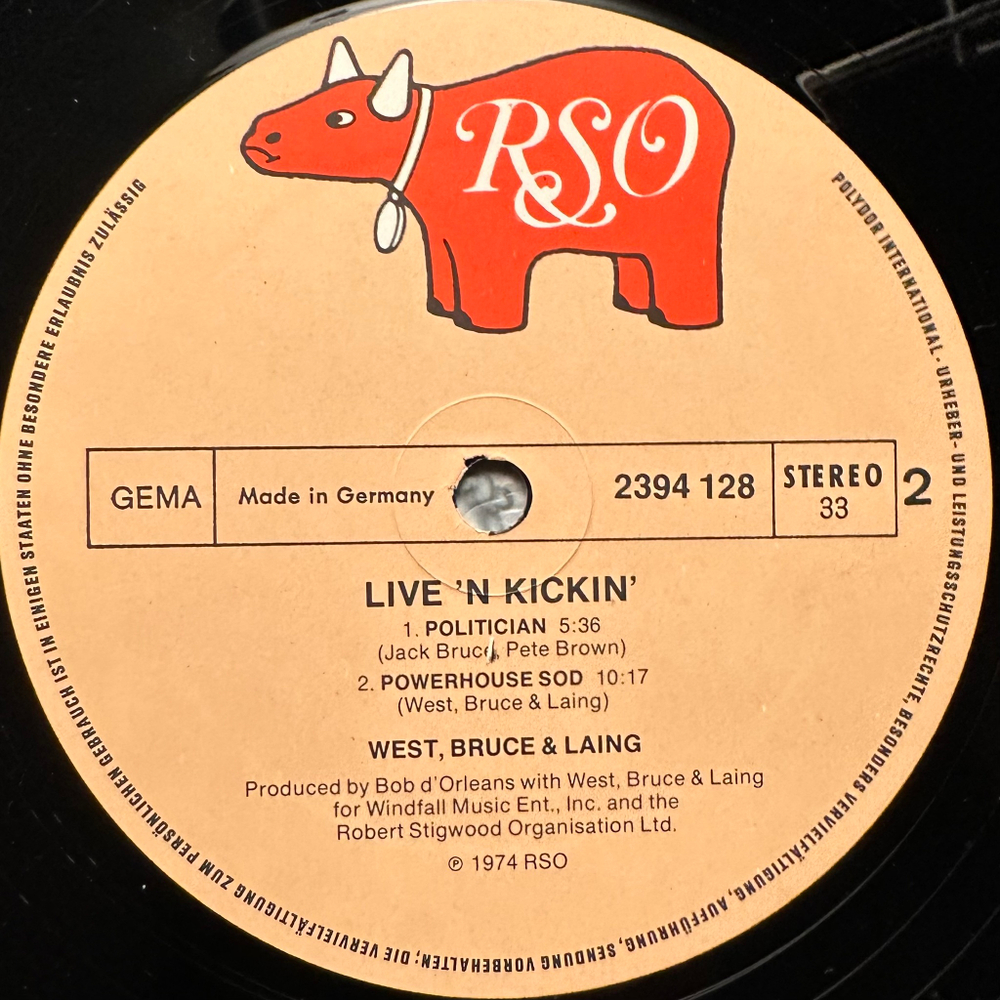 RSO
GEMA
Made in Germany
2394 128
STEREO
33
2
LIVE 'N KICKIN'
1. POLITICIAN 5:36
(Jack Bruce, Pete Brown)
2. POWERHOUSE SOD 10:17
(West, Bruce & Laing)
WEST, BRUCE & LAING
Produced by Bob d'Orleans with West, Bruce & Laing
for Windfall Music Ent., Inc. and the
Robert Stigwood Organisation Ltd.
℗ 1974 RSO
POLYDOR INTERNATIONAL · URHEBER- UND LEISTUNGSSCHUTZRECHTE, BESONDERS VERVIELFÄLTIGUNG, AUFFÜHRUNG, SENDUNG VORBEHALTEN; DIE VERVIELFÄLTIGUNG ZUM PERSÖNLICHEN GEBRAUCH IST IN EINIGEN STAATEN OHNE BESONDERE ERLAUBNIS ZULÄSSIG